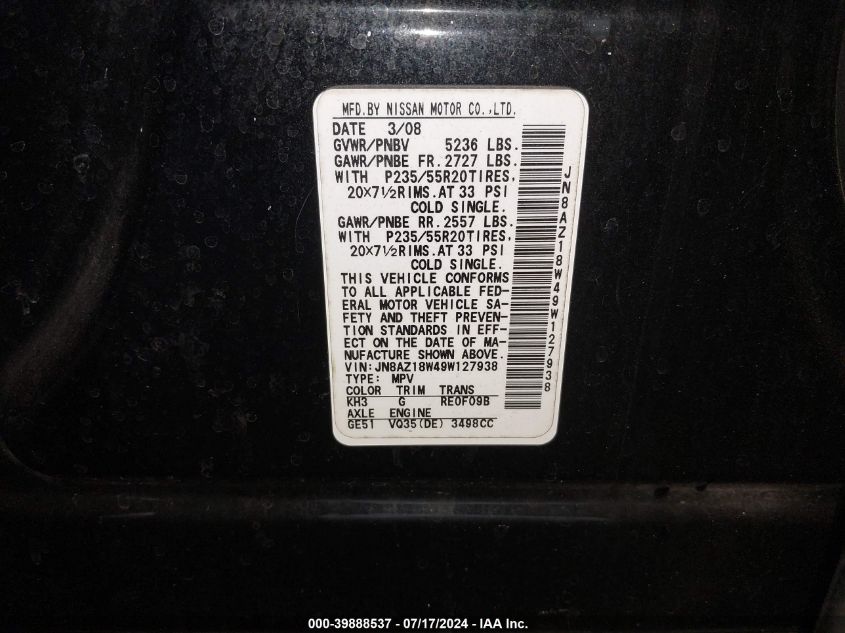 MFD.BY NISSAN MOTOR CO.,LTD.
DATE 3/08
GVWR/PNBV 5236 LBS.
GAWR/PNBE FR. 2727 LBS.
WITH P235/55R20TIRES,
20×7½RIMS.AT 33 PSI
COLD SINGLE.
GAWR/PNBE RR. 2557 LBS.
WITH P235/55R20TIRES,
20×7½RIMS.AT 33 PSI
COLD SINGLE.
THIS VEHICLE CONFORMS
TO ALL APPLICABLE FED-
ERAL MOTOR VEHICLE SA-
FETY AND THEFT PREVEN-
TION STANDARDS IN EFF-
ECT ON THE DATE OF MA-
NUFACTURE SHOWN ABOVE.
VIN:JN8AZ18W49W127938
TYPE: MPV
COLOR TRIM TRANS
KH3 G RE0F09B
AXLE ENGINE
GE51 VQ35(DE) 3498CC
JN8AZ18W49W127938
000-39888537 - 07/17/2024 - IAA Inc.